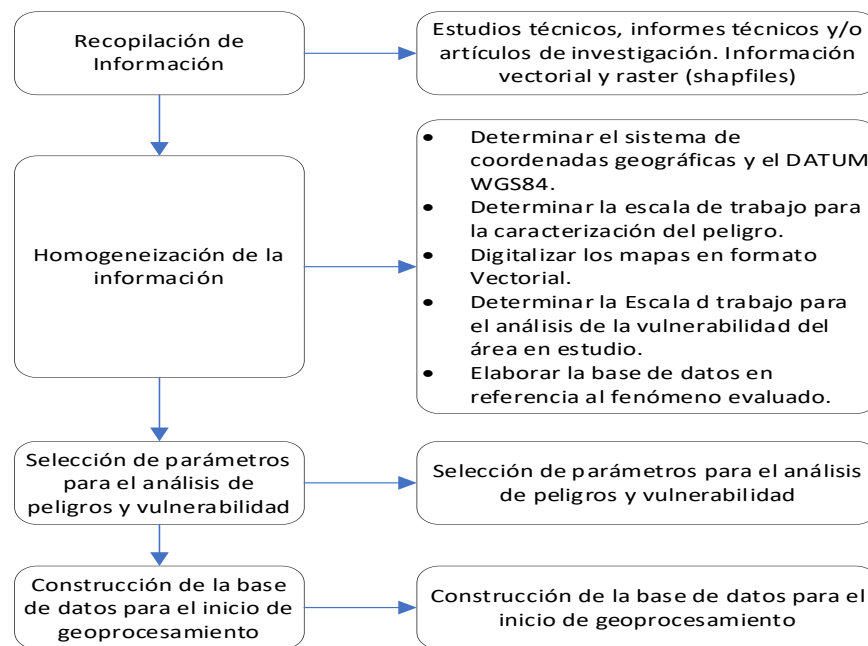 Recopilación de
Información
Estudios técnicos, informes técnicos y/o
artículos de investigación. Información
vectorial y raster (shapfiles)
Homogeneización de la
información
• Determinar el sistema de
coordenadas geográficas y el DATUM
WGS84.
• Determinar la escala de trabajo para
la caracterización del peligro.
• Digitalizar los mapas en formato
Vectorial.
• Determinar la Escala d trabajo para
el análisis de la vulnerabilidad del
área en estudio.
• Elaborar la base de datos en
referencia al fenómeno evaluado.
Selección de parámetros
para el análisis de
peligros y vulnerabilidad
Selección de parámetros para el análisis
de peligros y vulnerabilidad
Construcción de la base
de datos para el inicio de
geoprocesamiento
Construcción de la base de datos para el
inicio de geoprocesamiento